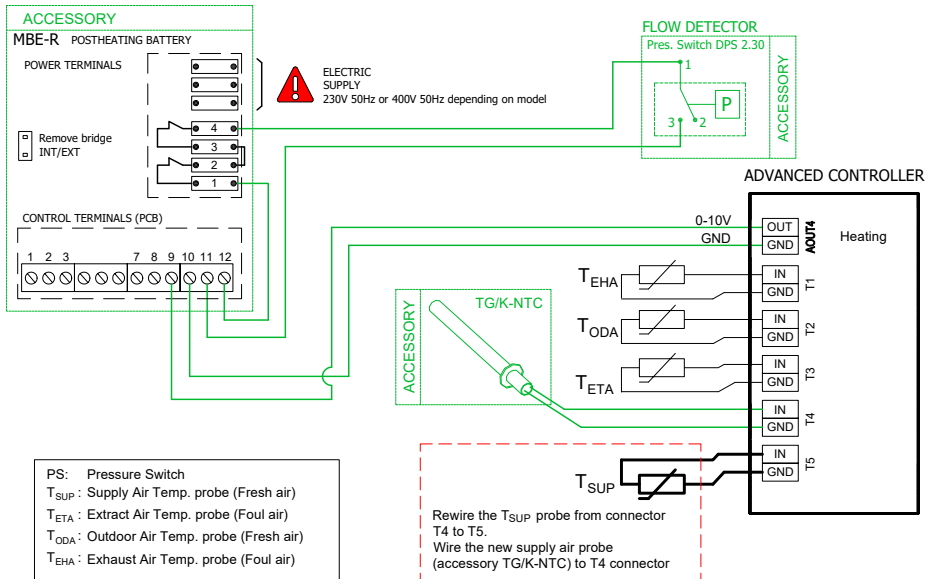 ACCESSORY
MBE-R POSTHEATING BATTERY
POWER TERMINALS
ELECTRIC
SUPPLY
230V 50Hz or 400V 50Hz depending on model
Remove bridge
INT/EXT
4
3
2
1
CONTROL TERMINALS (PCB)
1 2 3 7 8 9 10 11 12
FLOW DETECTOR
Pres. Switch DPS 2.30
1
P
3 2
ACCESSORY
ADVANCED CONTROLLER
0-10V
GND
OUT
GND
AOUT4
Heating
TEHA
IN
GND
T1
TODA
IN
GND
T2
TETA
IN
GND
T3
IN
GND
T4
TSUP
IN
GND
T5
ACCESSORY
TG/K-NTC
Rewire the TSUP probe from connector
T4 to T5.
Wire the new supply air probe
(accessory TG/K-NTC) to T4 connector
PS: Pressure Switch
TSUP : Supply Air Temp. probe (Fresh air)
TETA : Extract Air Temp. probe (Foul air)
TODA : Outdoor Air Temp. probe (Fresh air)
TEHA : Exhaust Air Temp. probe (Foul air)